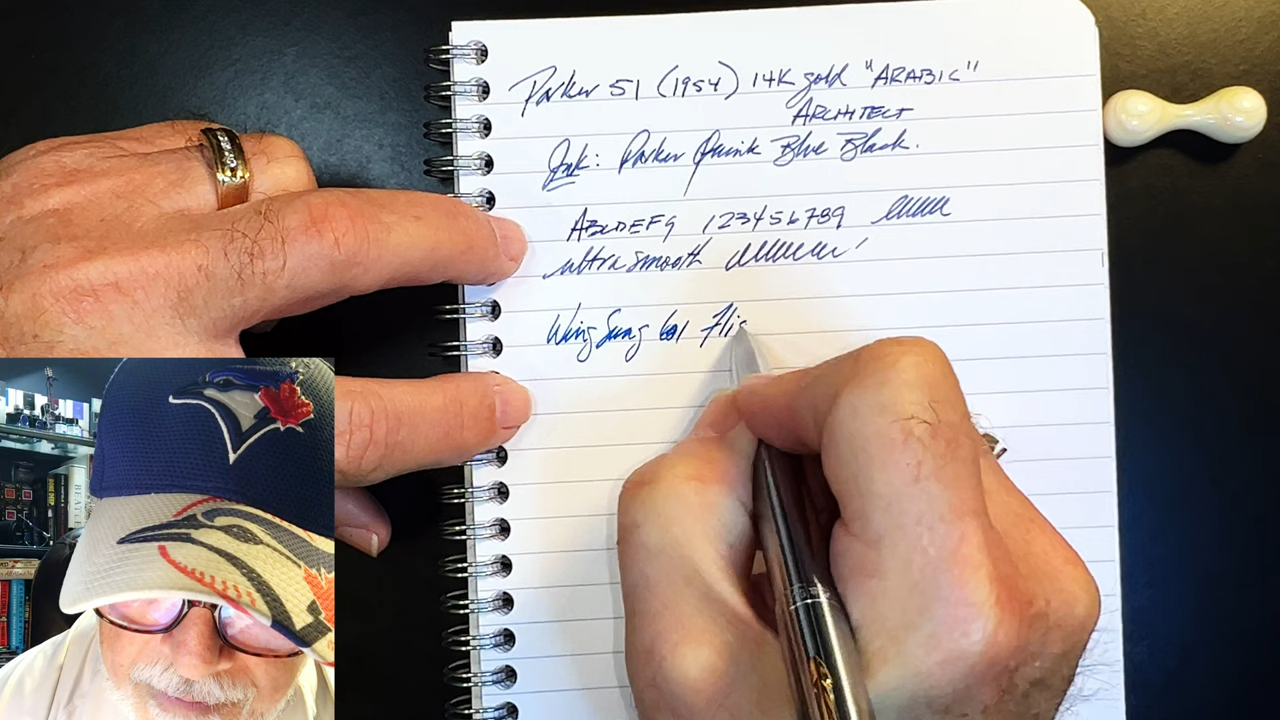 Parker 51 (1954) 14K gold "ARABIC"
ARCHITECT
Ink: Parker Quink Blue Black.
ABCDEFG 123456789
ultra smooth
Wing Sung 601 Flig